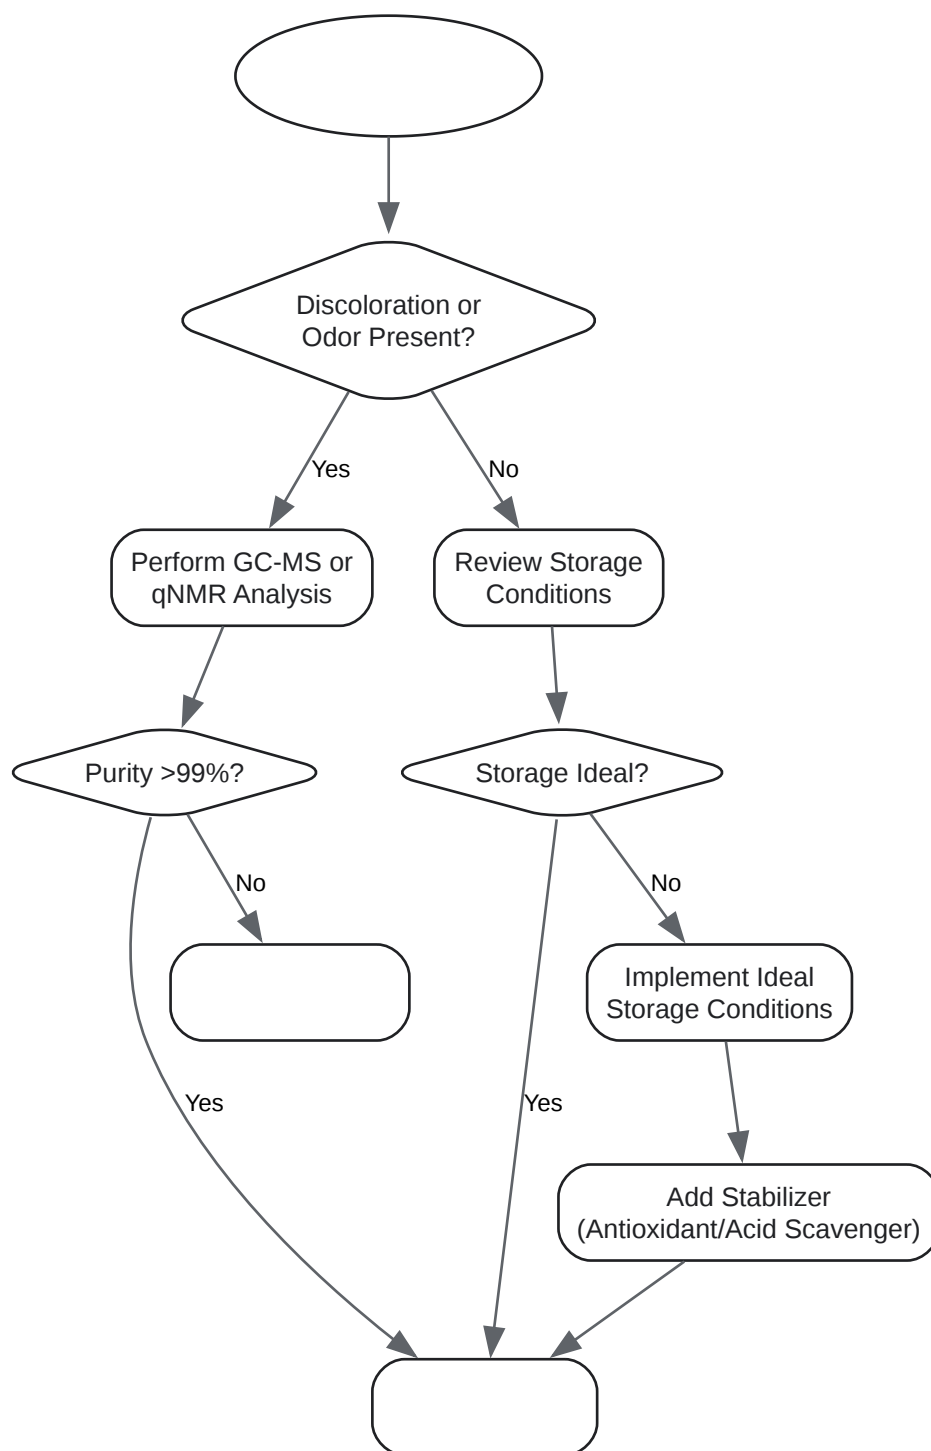 Discoloration or
Odor Present?
Yes
No
Perform GC-MS or
qNMR Analysis
Review Storage
Conditions
Purity >99%?
Storage Ideal?
No
No
Implement Ideal
Storage Conditions
Yes
Yes
Add Stabilizer
(Antioxidant/Acid Scavenger)